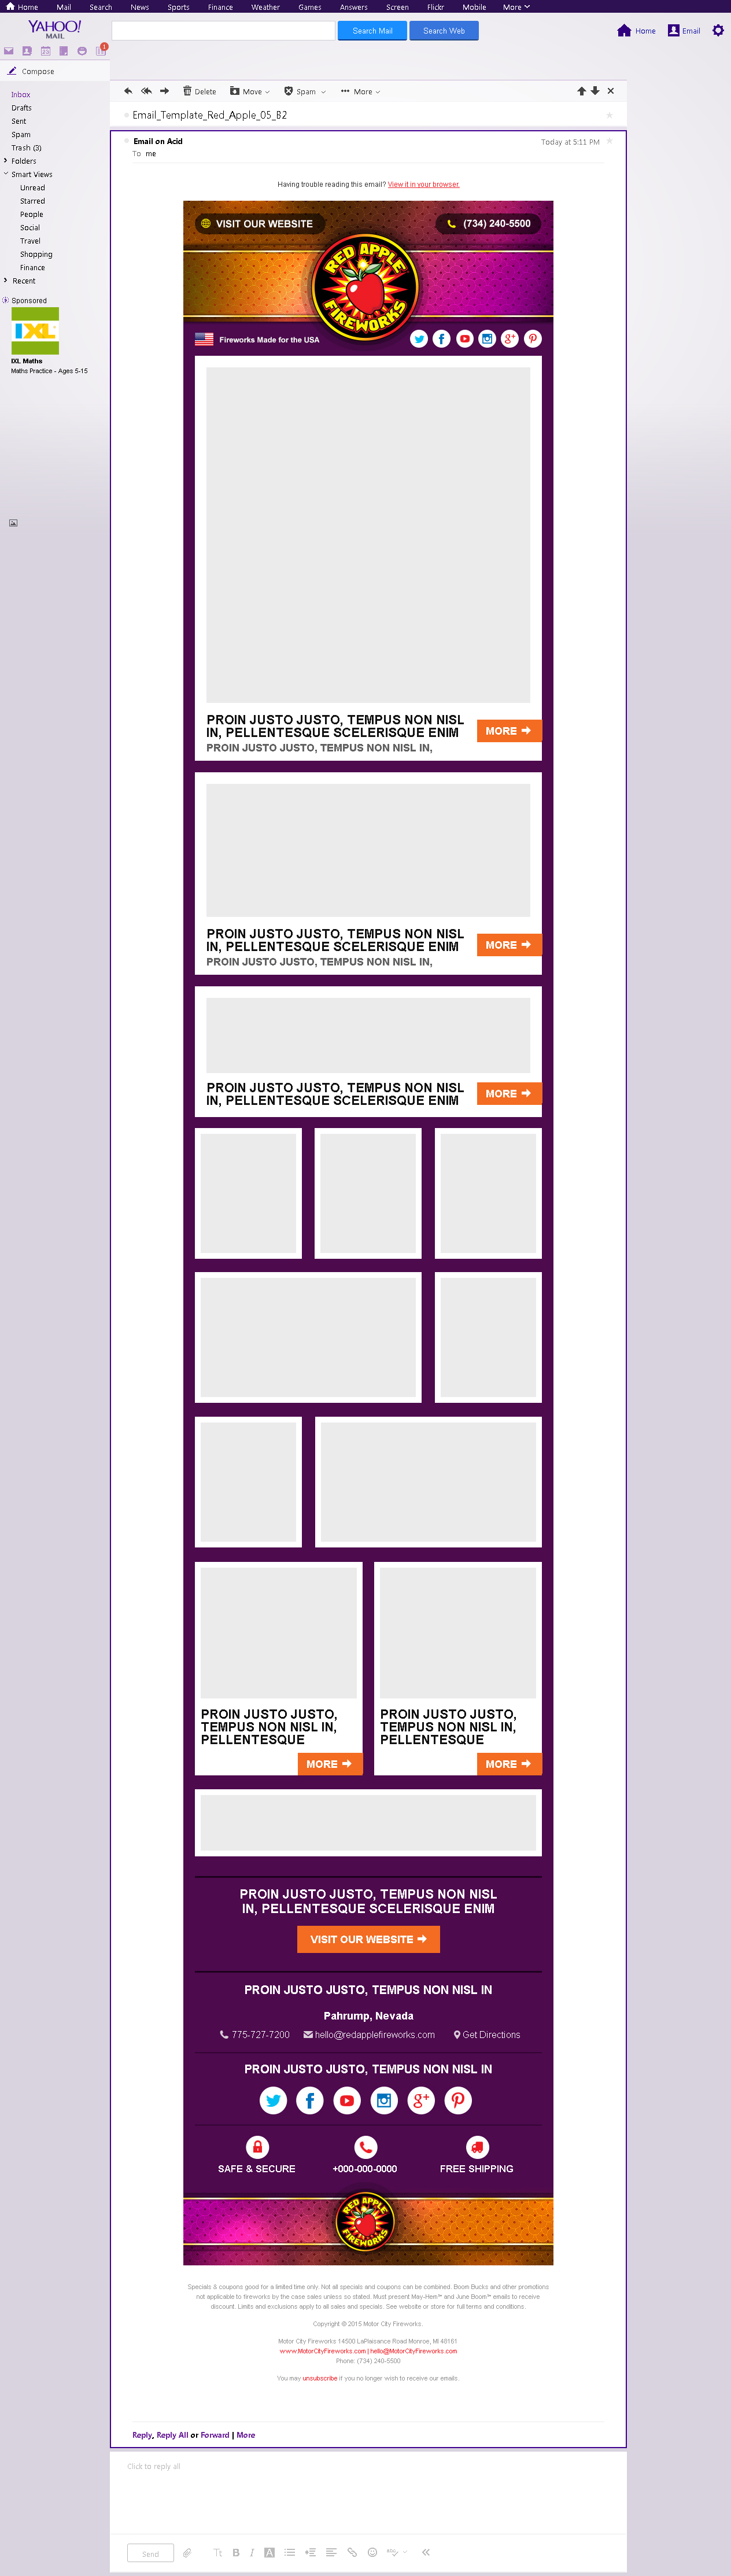 Home Mail Search News Sports Finance Weather Games Answers Screen Flickr Mobile More
YAHOO!
MAIL
Search Mail
Search Web
Home
Email
1
Compose
Delete
Move
Spam
More
Inbox
Drafts
Sent
Spam
Trash (3)
Folders
Smart Views
Unread
Starred
People
Social
Travel
Shopping
Finance
Recent
Sponsored
IXL
IXL Maths
Maths Practice - Ages 5-15
Email_Template_Red_Apple_05_B2
Email on Acid
Today at 5:11 PM
To me
Having trouble reading this email? View it in your browser.
VISIT OUR WEBSITE
(734) 240-5500
RED APPLE
FIREWORKS
Fireworks Made for the USA
PROIN JUSTO JUSTO, TEMPUS NON NISL
IN, PELLENTESQUE SCELERISQUE ENIM
PROIN JUSTO JUSTO, TEMPUS NON NISL IN,
MORE
PROIN JUSTO JUSTO, TEMPUS NON NISL
IN, PELLENTESQUE SCELERISQUE ENIM
PROIN JUSTO JUSTO, TEMPUS NON NISL IN,
MORE
PROIN JUSTO JUSTO, TEMPUS NON NISL
IN, PELLENTESQUE SCELERISQUE ENIM
MORE
PROIN JUSTO JUSTO,
TEMPUS NON NISL IN,
PELLENTESQUE
MORE
PROIN JUSTO JUSTO,
TEMPUS NON NISL IN,
PELLENTESQUE
MORE
PROIN JUSTO JUSTO, TEMPUS NON NISL
IN, PELLENTESQUE SCELERISQUE ENIM
VISIT OUR WEBSITE
PROIN JUSTO JUSTO, TEMPUS NON NISL IN
Pahrump, Nevada
775-727-7200 hello@redapplefireworks.com Get Directions
PROIN JUSTO JUSTO, TEMPUS NON NISL IN
SAFE & SECURE
+000-000-0000
FREE SHIPPING
RED APPLE
FIREWORKS
Specials & coupons good for a limited time only. Not all specials and coupons can be combined. Boom Bucks and other promotions
not applicable to fireworks by the case sales unless so stated. Must present May-Hem™ and June Boom™ emails to receive
discount. Limits and exclusions apply to all sales and specials. See website or store for full terms and conditions.
Copyright © 2015 Motor City Fireworks.
Motor City Fireworks 14500 LaPlaisance Road Monroe, MI 48161
www.MotorCityFireworks.com | hello@MotorCityFireworks.com
Phone: (734) 240-5500
You may unsubscribe if you no longer wish to receive our emails.
Reply, Reply All or Forward | More
Click to reply all
Send
Tt B I A